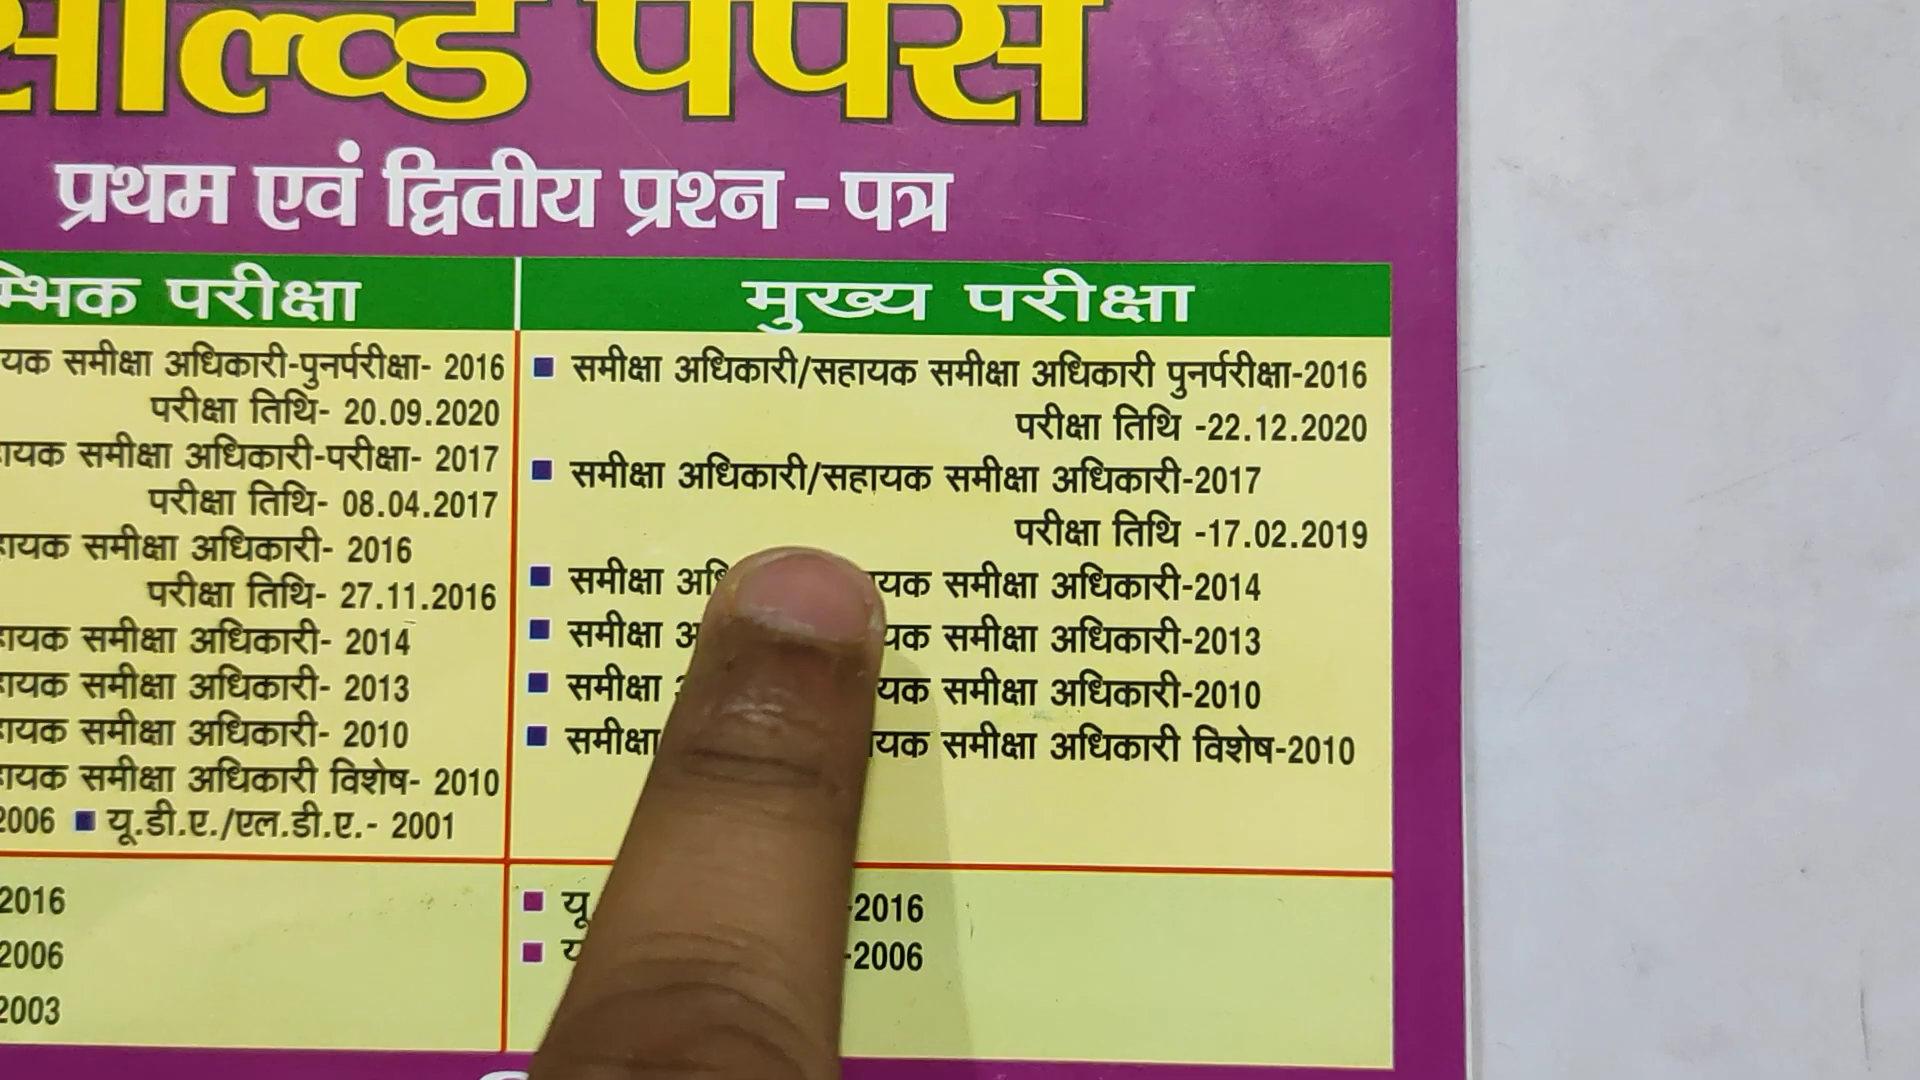 सॉल्व्ड पेपर्स
प्रथम एवं द्वितीय प्रश्न-पत्र
म्भिक परीक्षा
यक समीक्षा अधिकारी-पुनर्परीक्षा- 2016
परीक्षा तिथि- 20.09.2020
ायक समीक्षा अधिकारी-परीक्षा- 2017
परीक्षा तिथि- 08.04.2017
ायक समीक्षा अधिकारी- 2016
परीक्षा तिथि- 27.11.2016
ायक समीक्षा अधिकारी- 2014
ायक समीक्षा अधिकारी- 2013
ायक समीक्षा अधिकारी- 2010
ायक समीक्षा अधिकारी विशेष- 2010
2006 ■ यू.डी.ए./एल.डी.ए.- 2001
2016
2006
2003
मुख्य परीक्षा
■ समीक्षा अधिकारी/सहायक समीक्षा अधिकारी पुनर्परीक्षा-2016
परीक्षा तिथि -22.12.2020
■ समीक्षा अधिकारी/सहायक समीक्षा अधिकारी-2017
परीक्षा तिथि -17.02.2019
■ समीक्षा अधि यक समीक्षा अधिकारी-2014
■ समीक्षा अ यक समीक्षा अधिकारी-2013
■ समीक्षा यक समीक्षा अधिकारी-2010
■ समीक्षा यक समीक्षा अधिकारी विशेष-2010
■ यू -2016
■ -2006